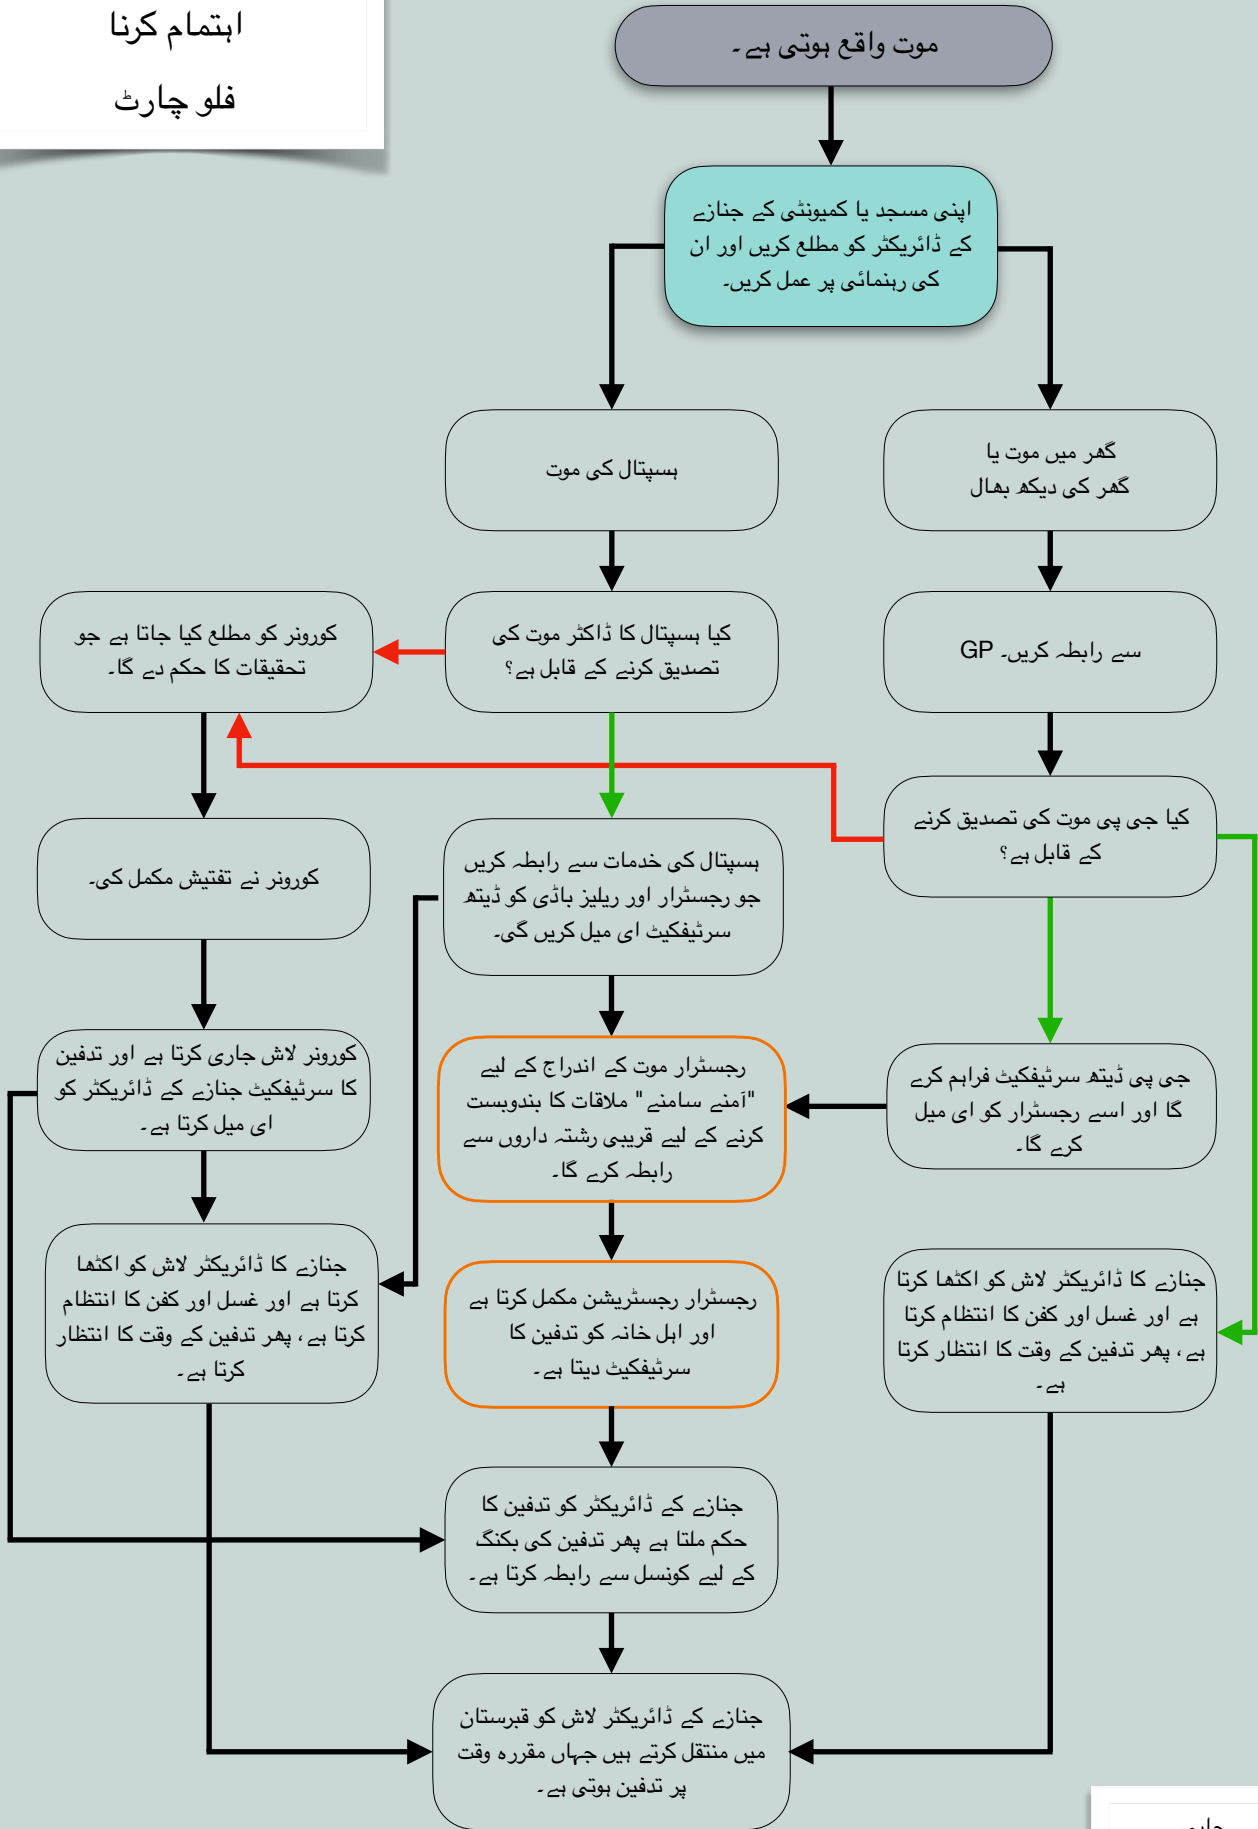 اہتمام کرنا
فلو چارٹ
موت واقع ہوتی ہے۔
اپنی مسجد یا کمیونٹی کے جنازے
کے ڈائریکٹر کو مطلع کریں اور ان
کی رہنمائی پر عمل کریں۔
گھر میں موت یا
گھر کی دیکھ بھال
ہسپتال کی موت
سے رابطہ کریں۔ GP
کیا ہسپتال کا ڈاکٹر موت کی
تصدیق کرنے کے قابل ہے؟
کورونر کو مطلع کیا جاتا ہے جو
تحقیقات کا حکم دے گا۔
کیا جی پی موت کی تصدیق کرنے
کے قابل ہے؟
ہسپتال کی خدمات سے رابطہ کریں
جو رجسٹرار اور ریلیز باڈی کو ڈیتھ
سرٹیفکیٹ ای میل کریں گی۔
کورونر نے تفتیش مکمل کی۔
جی پی ڈیتھ سرٹیفکیٹ فراہم کرے
گا اور اسے رجسٹرار کو ای میل
کرے گا۔
رجسٹرار موت کے اندراج کے لیے
"آمنے سامنے" ملاقات کا بندوبست
کرنے کے لیے قریبی رشتہ داروں سے
رابطہ کرے گا۔
کورونر لاش جاری کرتا ہے اور تدفین
کا سرٹیفکیٹ جنازے کے ڈائریکٹر کو
ای میل کرتا ہے۔
جنازے کا ڈائریکٹر لاش کو اکٹھا کرتا
ہے اور غسل اور کفن کا انتظام کرتا
ہے، پھر تدفین کے وقت کا انتظار کرتا
ہے۔
رجسٹرار رجسٹریشن مکمل کرتا ہے
اور اہل خانہ کو تدفین کا
سرٹیفکیٹ دیتا ہے۔
جنازے کا ڈائریکٹر لاش کو اکٹھا
کرتا ہے اور غسل اور کفن کا انتظام
کرتا ہے، پھر تدفین کے وقت کا انتظار
کرتا ہے۔
جنازے کے ڈائریکٹر کو تدفین کا
حکم ملتا ہے پھر تدفین کی بکنگ
کے لیے کونسل سے رابطہ کرتا ہے۔
جنازے کے ڈائریکٹر لاش کو قبرستان
میں منتقل کرتے ہیں جہاں مقررہ وقت
پر تدفین ہوتی ہے۔